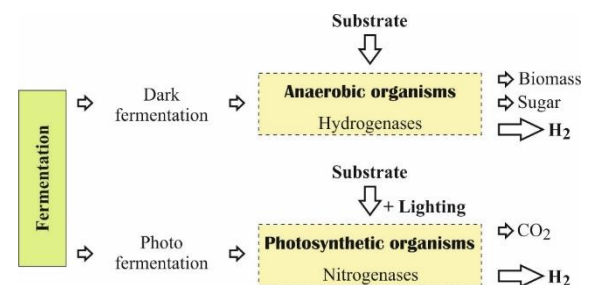 Fermentation
Substrate
Dark
fermentation
Anaerobic organisms
Hydrogenases
Biomass
Sugar
H2
Substrate
+ Lighting
Photo
fermentation
Photosynthetic organisms
Nitrogenases
CO2
H2